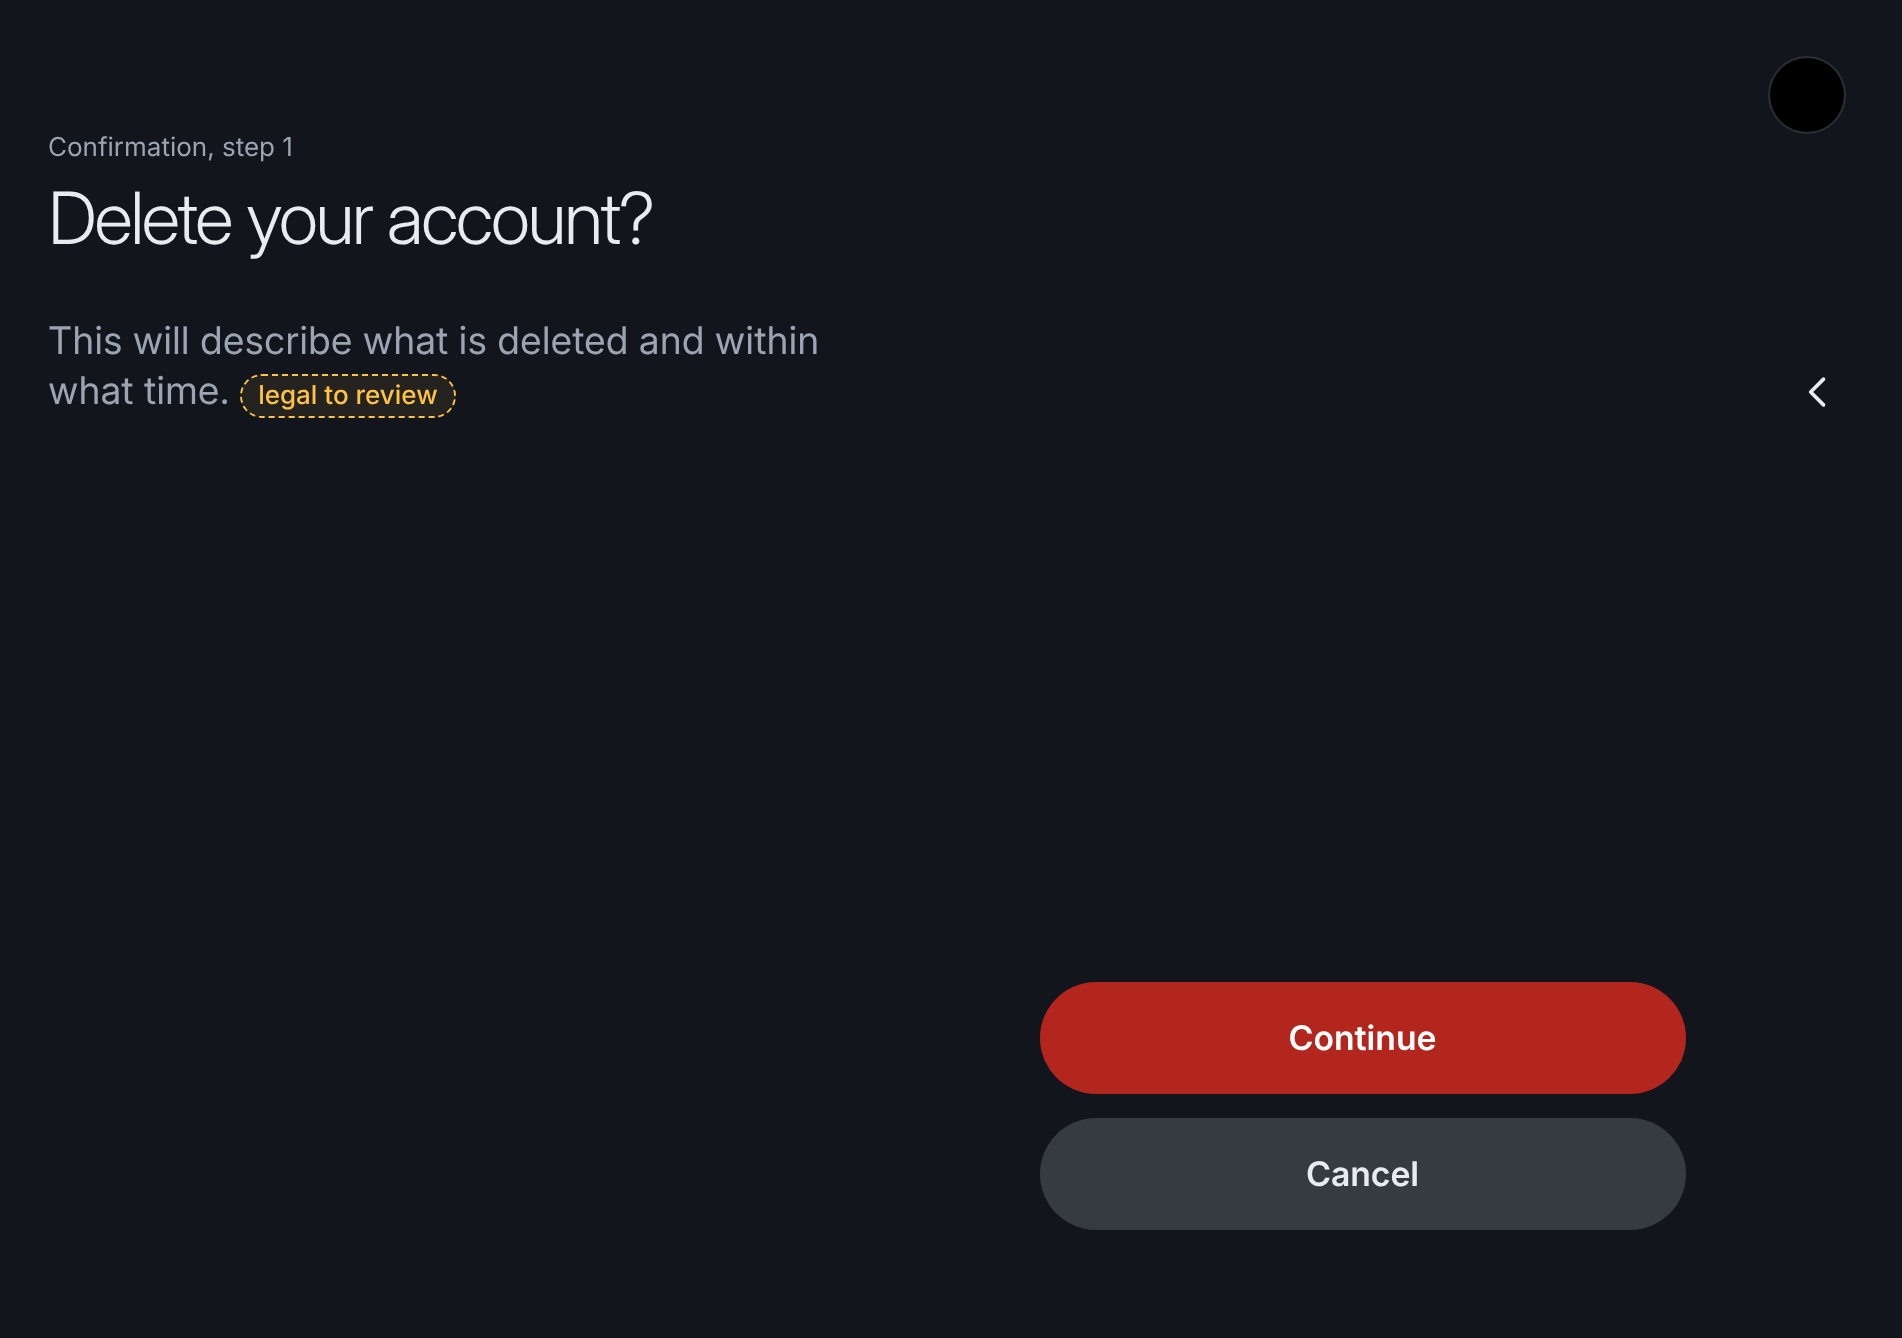 Confirmation, step 1
Delete your account?
This will describe what is deleted and within
what time. legal to review
Continue
Cancel